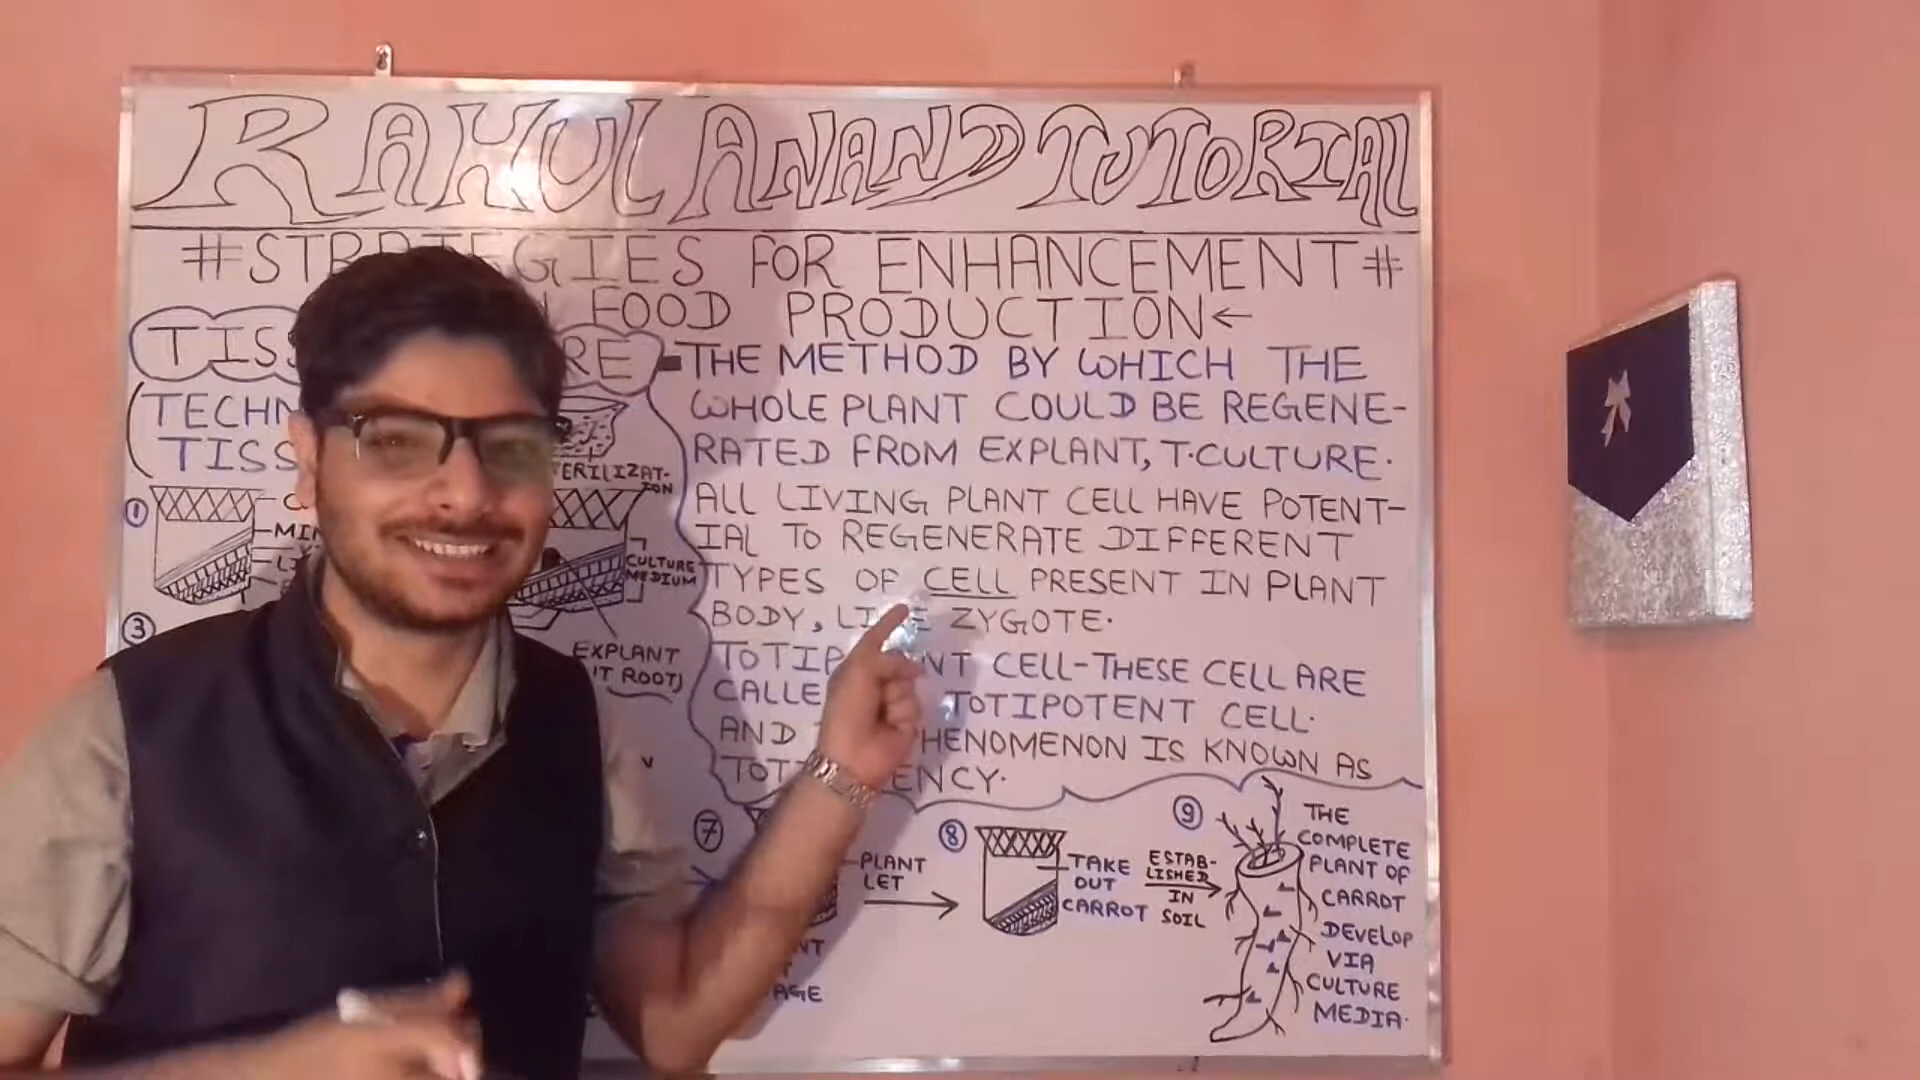 RAHUL ANAND TUTORIAL
# STRATEGIES FOR ENHANCEMENT #
FOOD PRODUCTION ←
THE METHOD BY WHICH THE
WHOLE PLANT COULD BE REGENE-
RATED FROM EXPLANT, T.CULTURE.
ALL LIVING PLANT CELL HAVE POTENT-
IAL TO REGENERATE DIFFERENT
TYPES OF CELL PRESENT IN PLANT
BODY, LIKE ZYGOTE.
CELL-THESE CELL ARE
TOTIPOTENT CELL.
AND PHENOMENON IS KNOWN AS
①
CULTURE
MEDIUM
EXPLANT
ROOT)
③
⑦
PLANT
LET
⑧
TAKE
OUT
CARROT
ESTAB-
LISHED
IN
SOIL
⑨
THE
COMPLETE
PLANT OF
CARROT
DEVELOP
VIA
CULTURE
MEDIA.